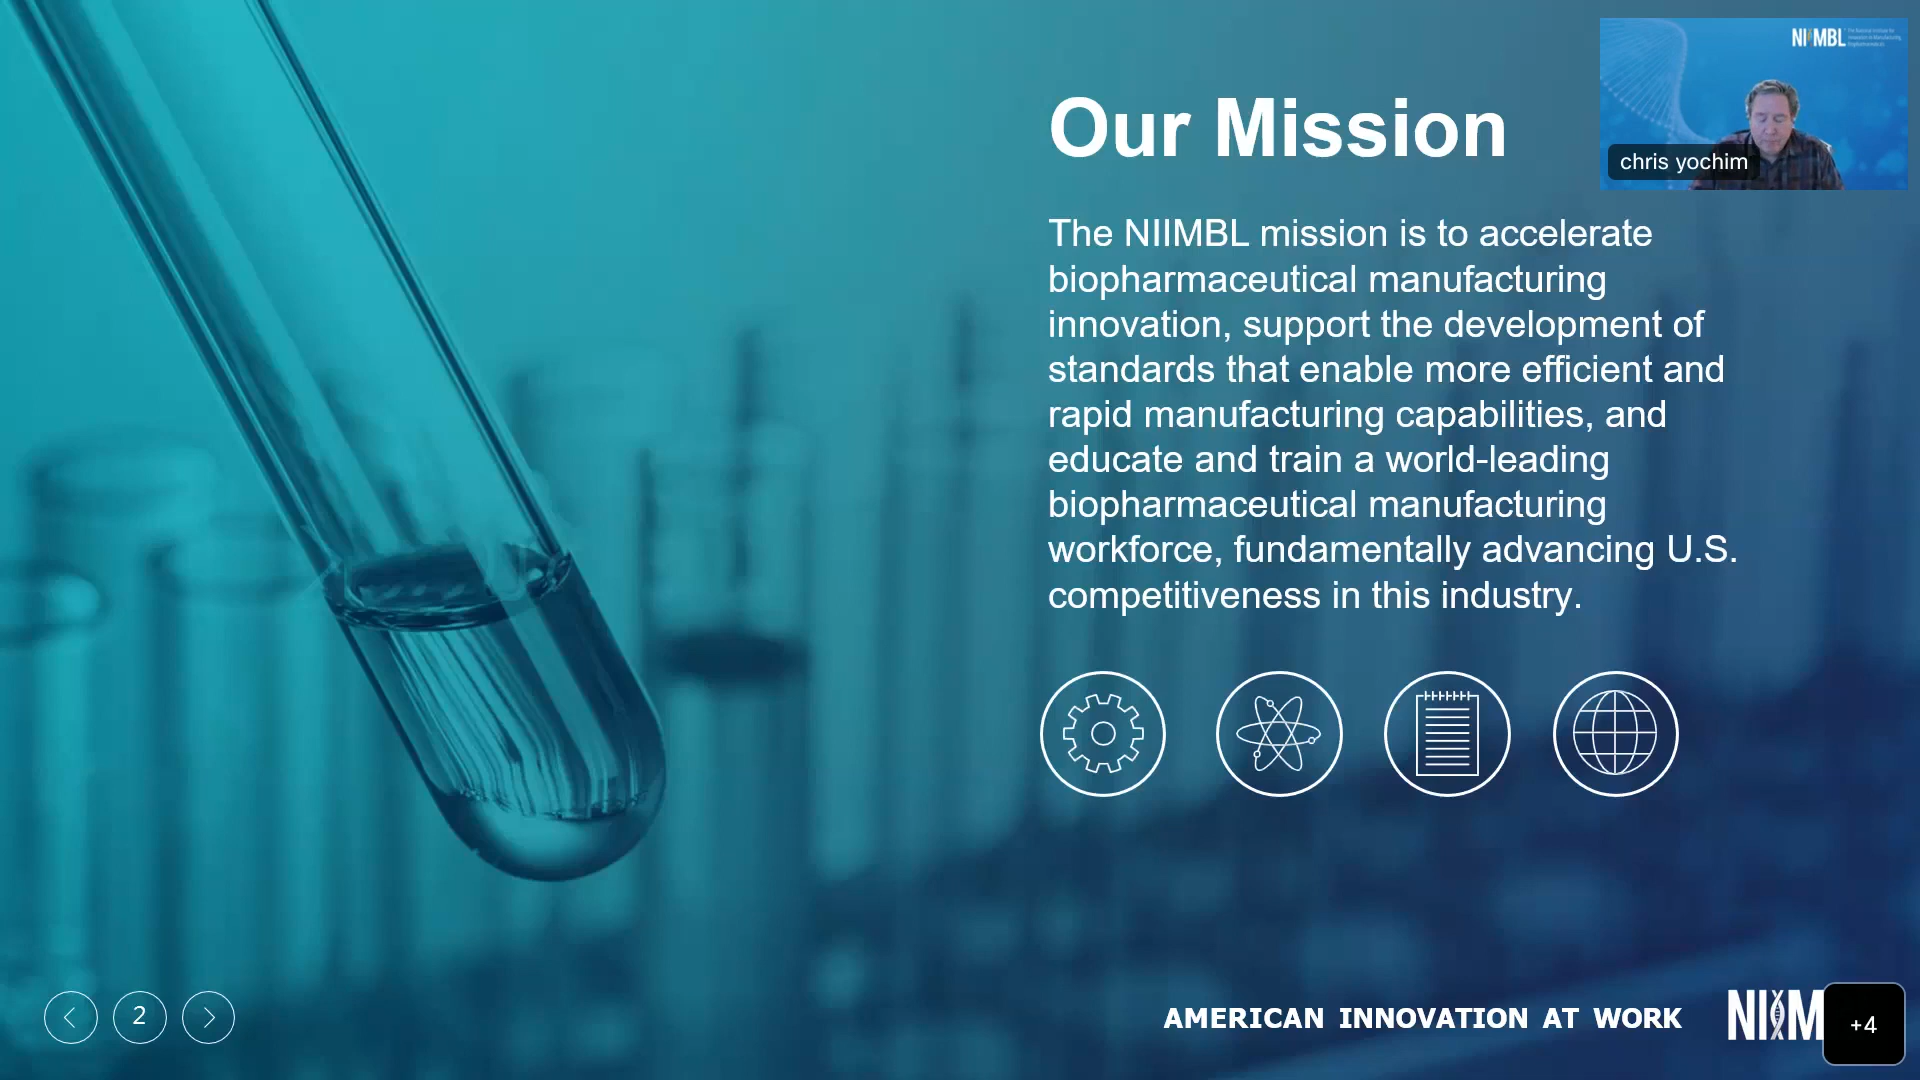 Our Mission
NIIMBL
chris yochim
The NIIMBL mission is to accelerate
biopharmaceutical manufacturing
innovation, support the development of
standards that enable more efficient and
rapid manufacturing capabilities, and
educate and train a world-leading
biopharmaceutical manufacturing
workforce, fundamentally advancing U.S.
competitiveness in this industry.
2
AMERICAN INNOVATION AT WORK
NIIM
+4